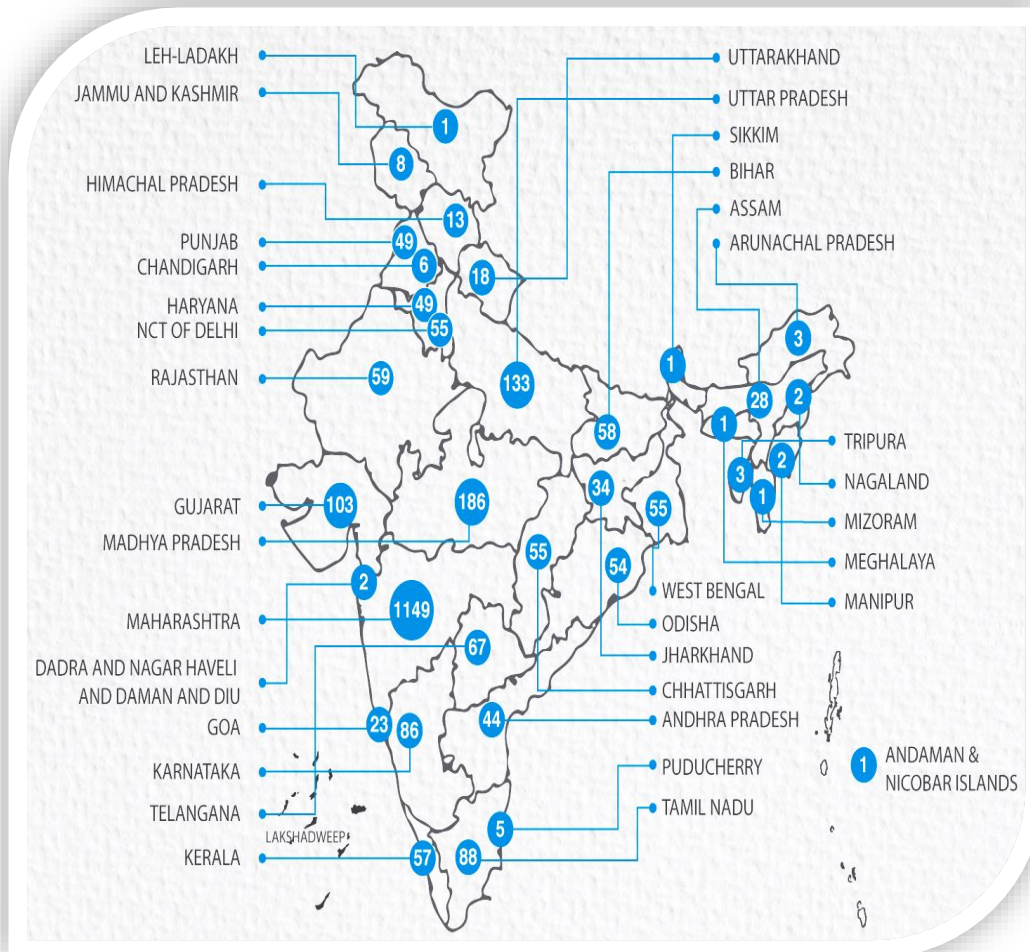 LEH-LADAKH
JAMMU AND KASHMIR
HIMACHAL PRADESH
PUNJAB
CHANDIGARH
HARYANA
NCT OF DELHI
RAJASTHAN
GUJARAT
MADHYA PRADESH
MAHARASHTRA
DADRA AND NAGAR HAVELI
AND DAMAN AND DIU
GOA
KARNATAKA
TELANGANA
LAKSHADWEEP
KERALA
1
8
13
49
6
18
49
55
59
133
1
3
28
2
1
58
2
3
1
34
103
186
55
55
54
2
1149
67
23
86
44
5
57
88
UTTARAKHAND
UTTAR PRADESH
SIKKIM
BIHAR
ASSAM
ARUNACHAL PRADESH
TRIPURA
NAGALAND
MIZORAM
MEGHALAYA
MANIPUR
WEST BENGAL
ODISHA
JHARKHAND
CHHATTISGARH
ANDHRA PRADESH
PUDUCHERRY
TAMIL NADU
1
ANDAMAN &
NICOBAR ISLANDS